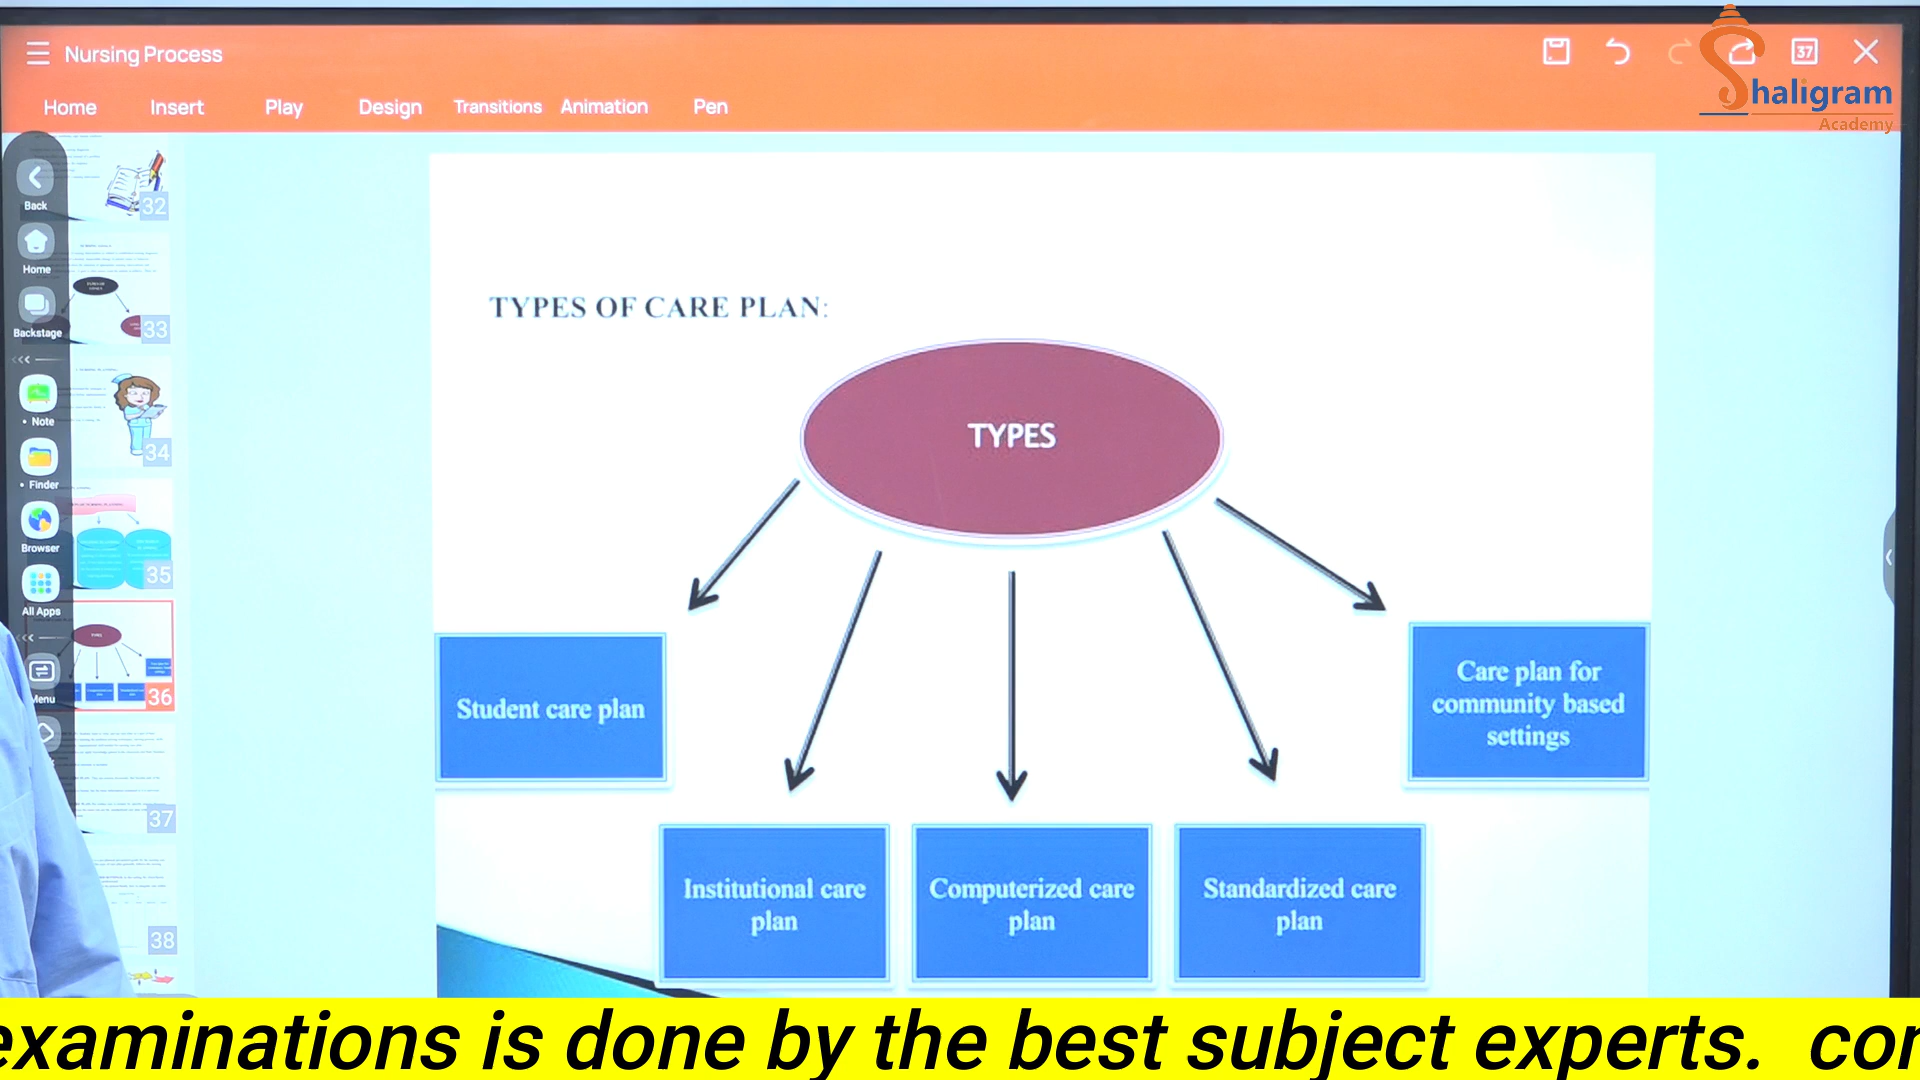 Nursing Process
37
Shaligram
Academy
Home
Insert
Play
Design
Transitions
Animation
Pen
Back
Home
Backstage
• Note
• Finder
Browser
All Apps
Menu
32
33
34
35
36
37
38
TYPES OF CARE PLAN:
TYPES
Student care plan
Care plan for
community based
settings
Institutional care
plan
Computerized care
plan
Standardized care
plan
examinations is done by the best subject experts.